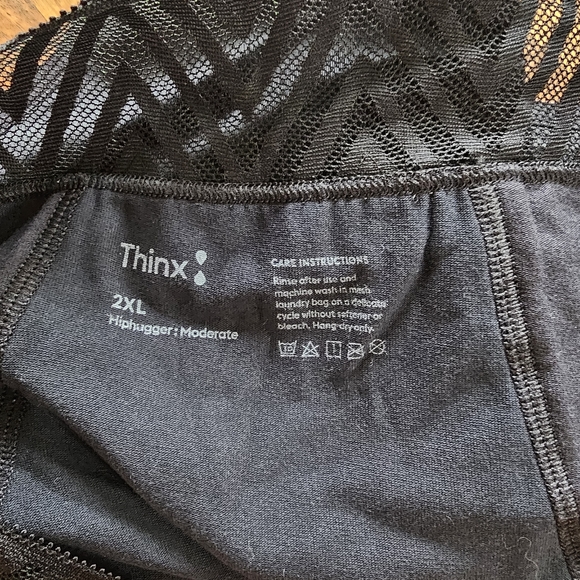 Thinx
2XL
Hiphugger: Moderate
CARE INSTRUCTIONS
Rinse after use and
machine wash in mesh
laundry bag on a delicate
cycle without softener or
bleach. Hang-dry only.